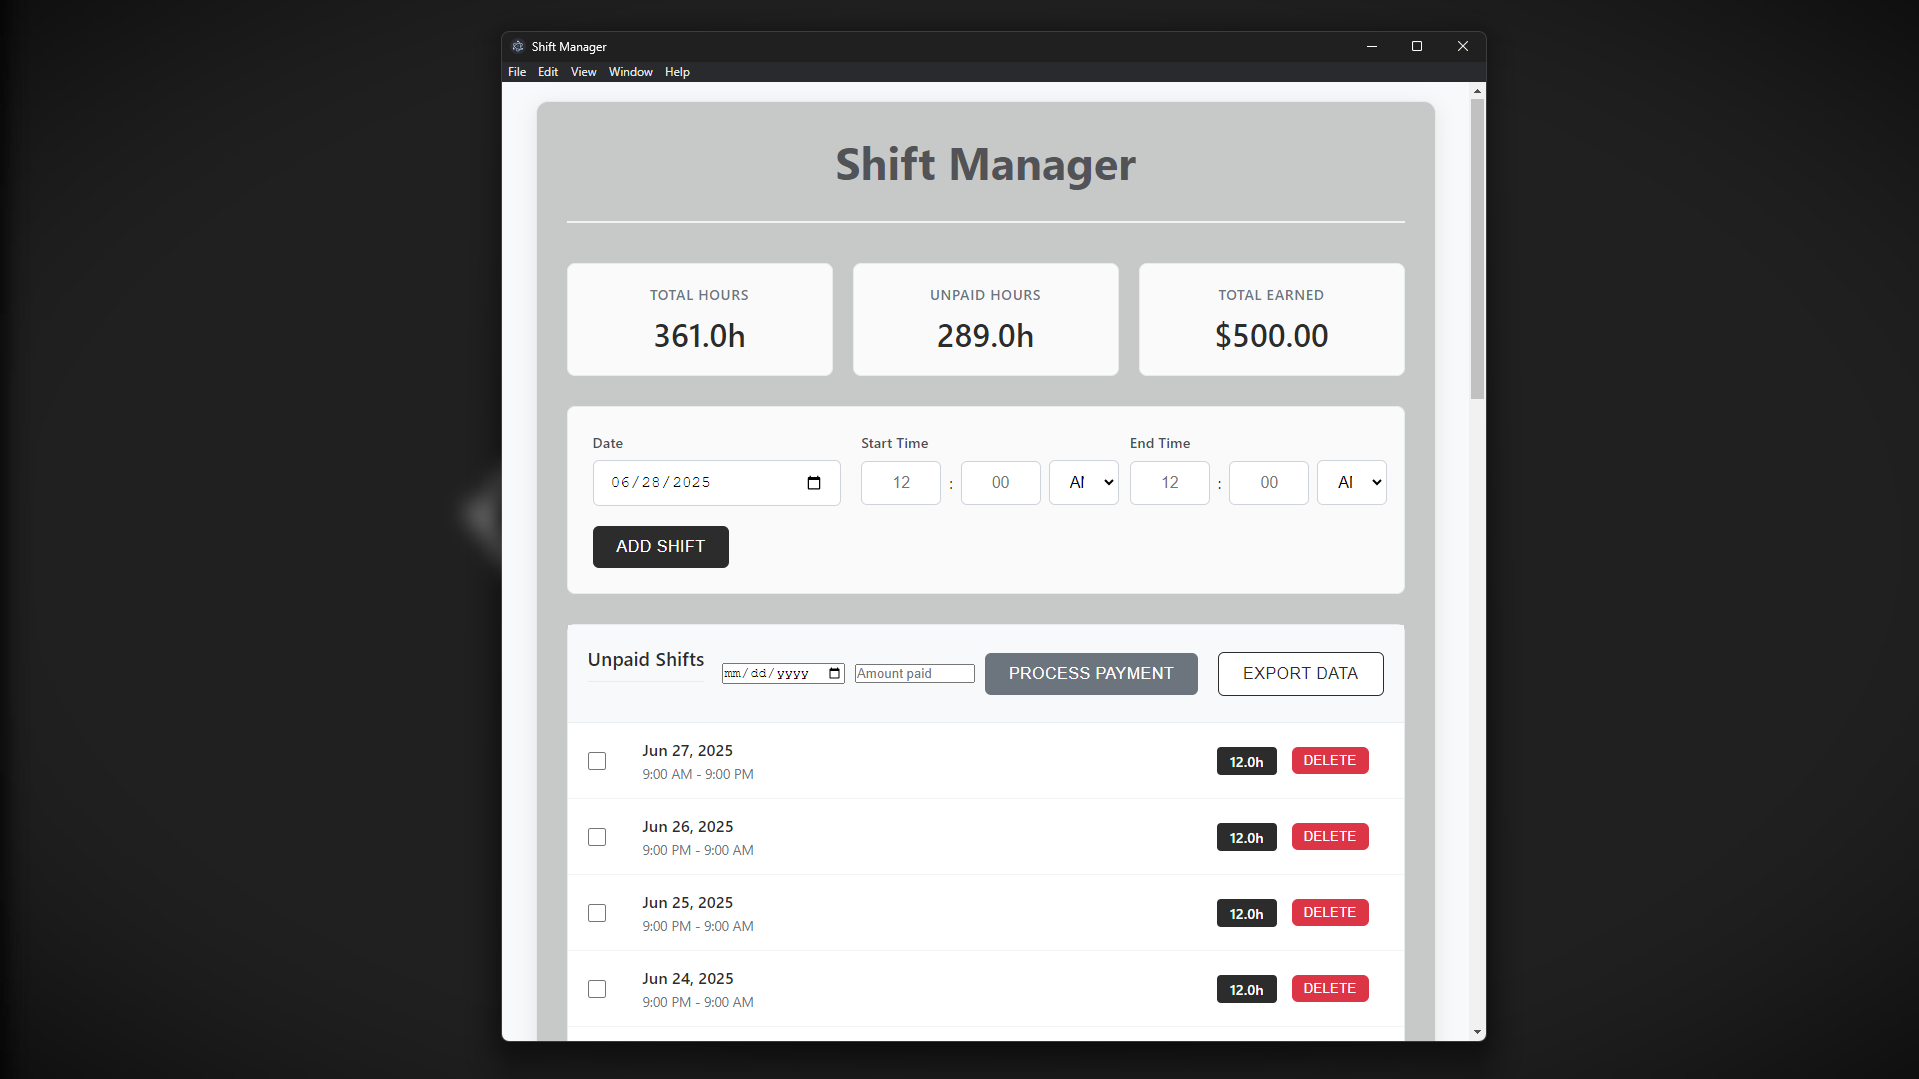 Shift Manager
File Edit View Window Help
Shift Manager
TOTAL HOURS
361.0h
UNPAID HOURS
289.0h
TOTAL EARNED
$500.00
Date
06/28/2025
Start Time
12 : 00 AM
End Time
12 : 00 AM
ADD SHIFT
Unpaid Shifts mm/dd/yyyy Amount paid PROCESS PAYMENT EXPORT DATA
Jun 27, 2025
9:00 AM - 9:00 PM
12.0h DELETE
Jun 26, 2025
9:00 PM - 9:00 AM
12.0h DELETE
Jun 25, 2025
9:00 PM - 9:00 AM
12.0h DELETE
Jun 24, 2025
9:00 PM - 9:00 AM
12.0h DELETE